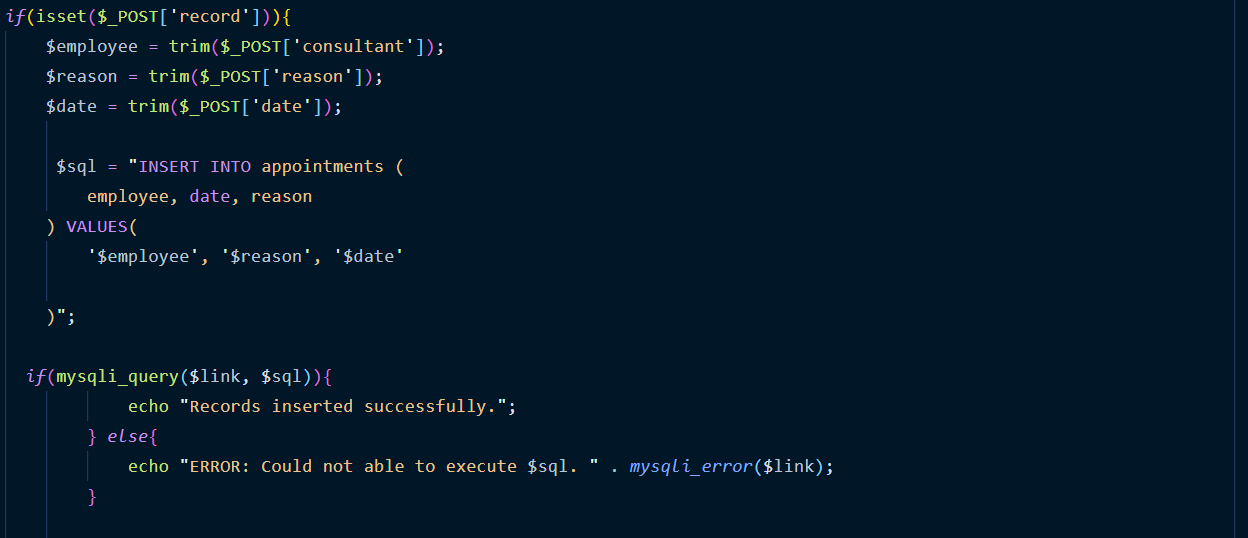 if(isset($_POST['record'])){
$employee = trim($_POST['consultant']);
$reason = trim($_POST['reason']);
$date = trim($_POST['date']);
$sql = "INSERT INTO appointments (
employee, date, reason
) VALUES(
'$employee', '$reason', '$date'
)";
if(mysqli_query($link, $sql)){
echo "Records inserted successfully.";
} else{
echo "ERROR: Could not able to execute $sql. " . mysqli_error($link);
}